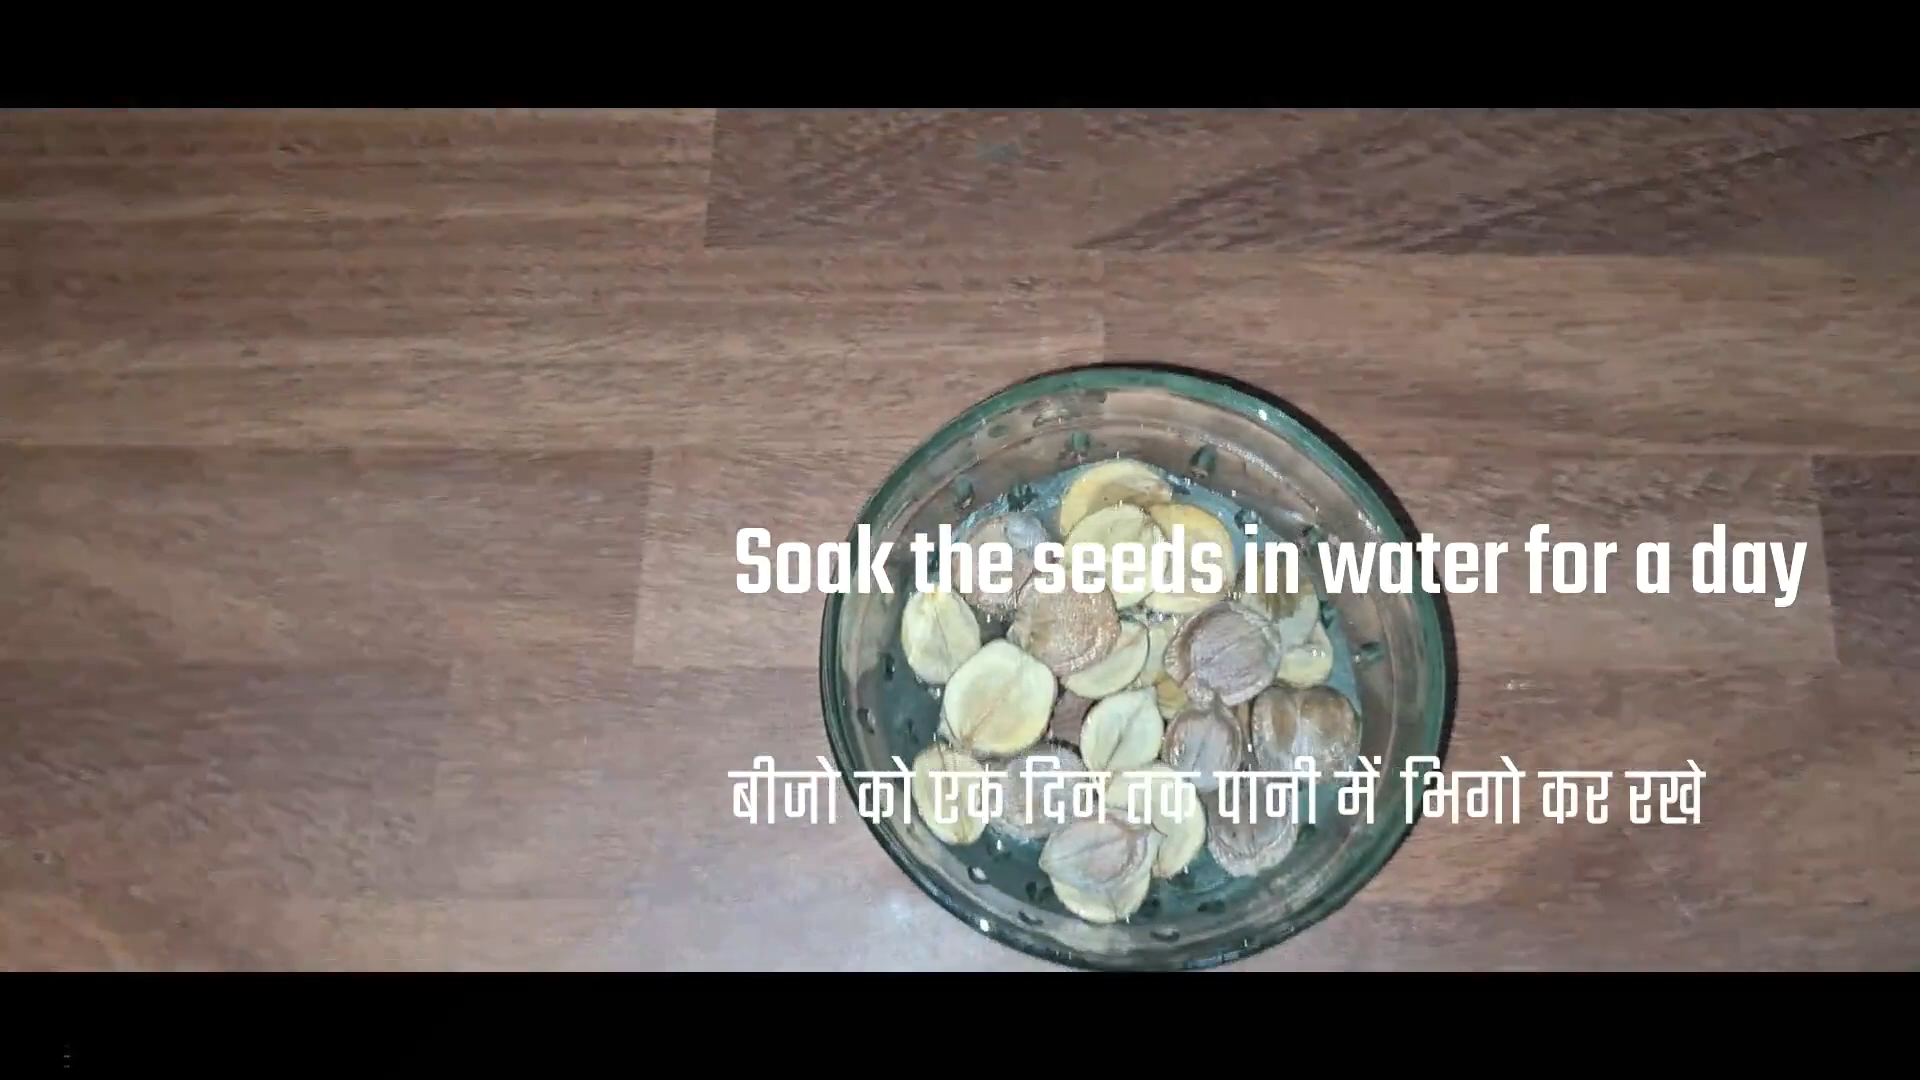 Soak the seeds in water for a day
बीजो को एक दिन तक पानी में भिगो कर रखे